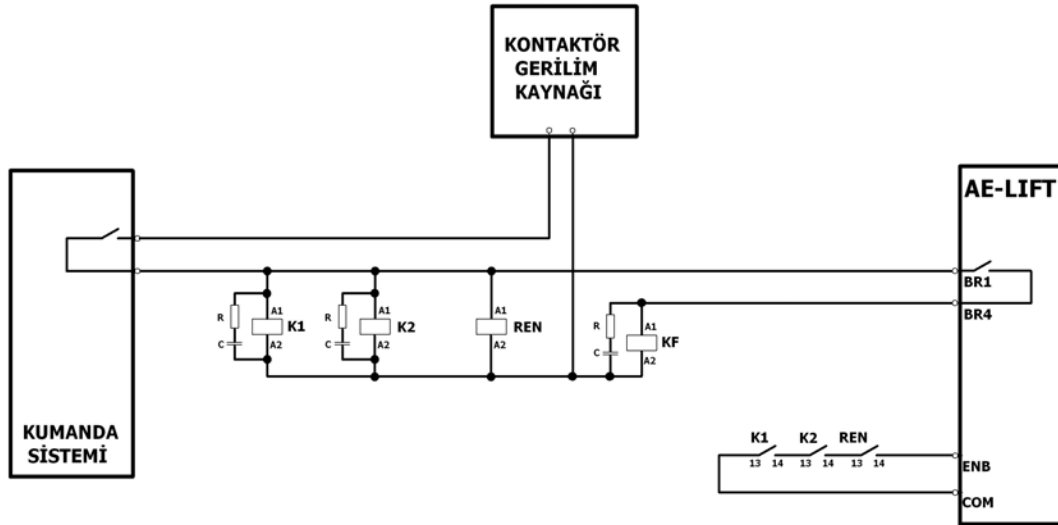 KONTAKTÖR
GERİLİM
KAYNAĞI
AE-LIFT
BR1
BR4
A1
R
K1
C
A2
A1
R
K2
C
A2
A1
REN
A2
A1
R
KF
C
A2
KUMANDA
SİSTEMİ
K1 K2 REN
13 14 13 14 13 14
ENB
COM